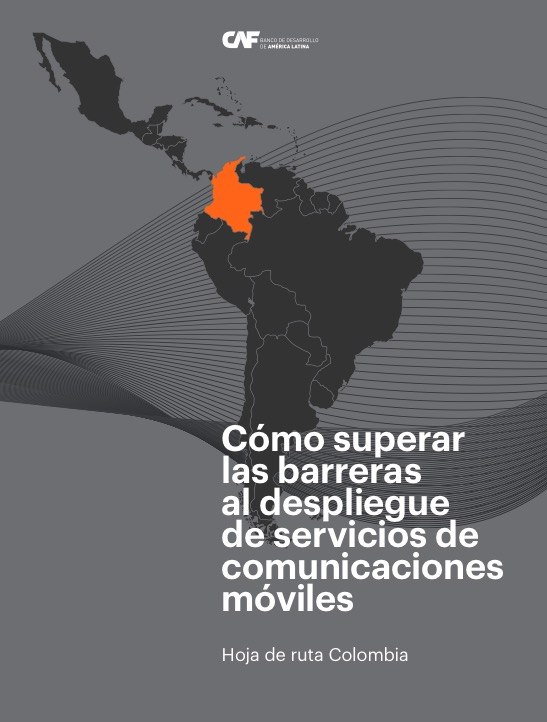 CAF
BANCO DE DESARROLLO
DE AMÉRICA LATINA
Cómo superar
las barreras
al despliegue
de servicios de
comunicaciones
móviles
Hoja de ruta Colombia